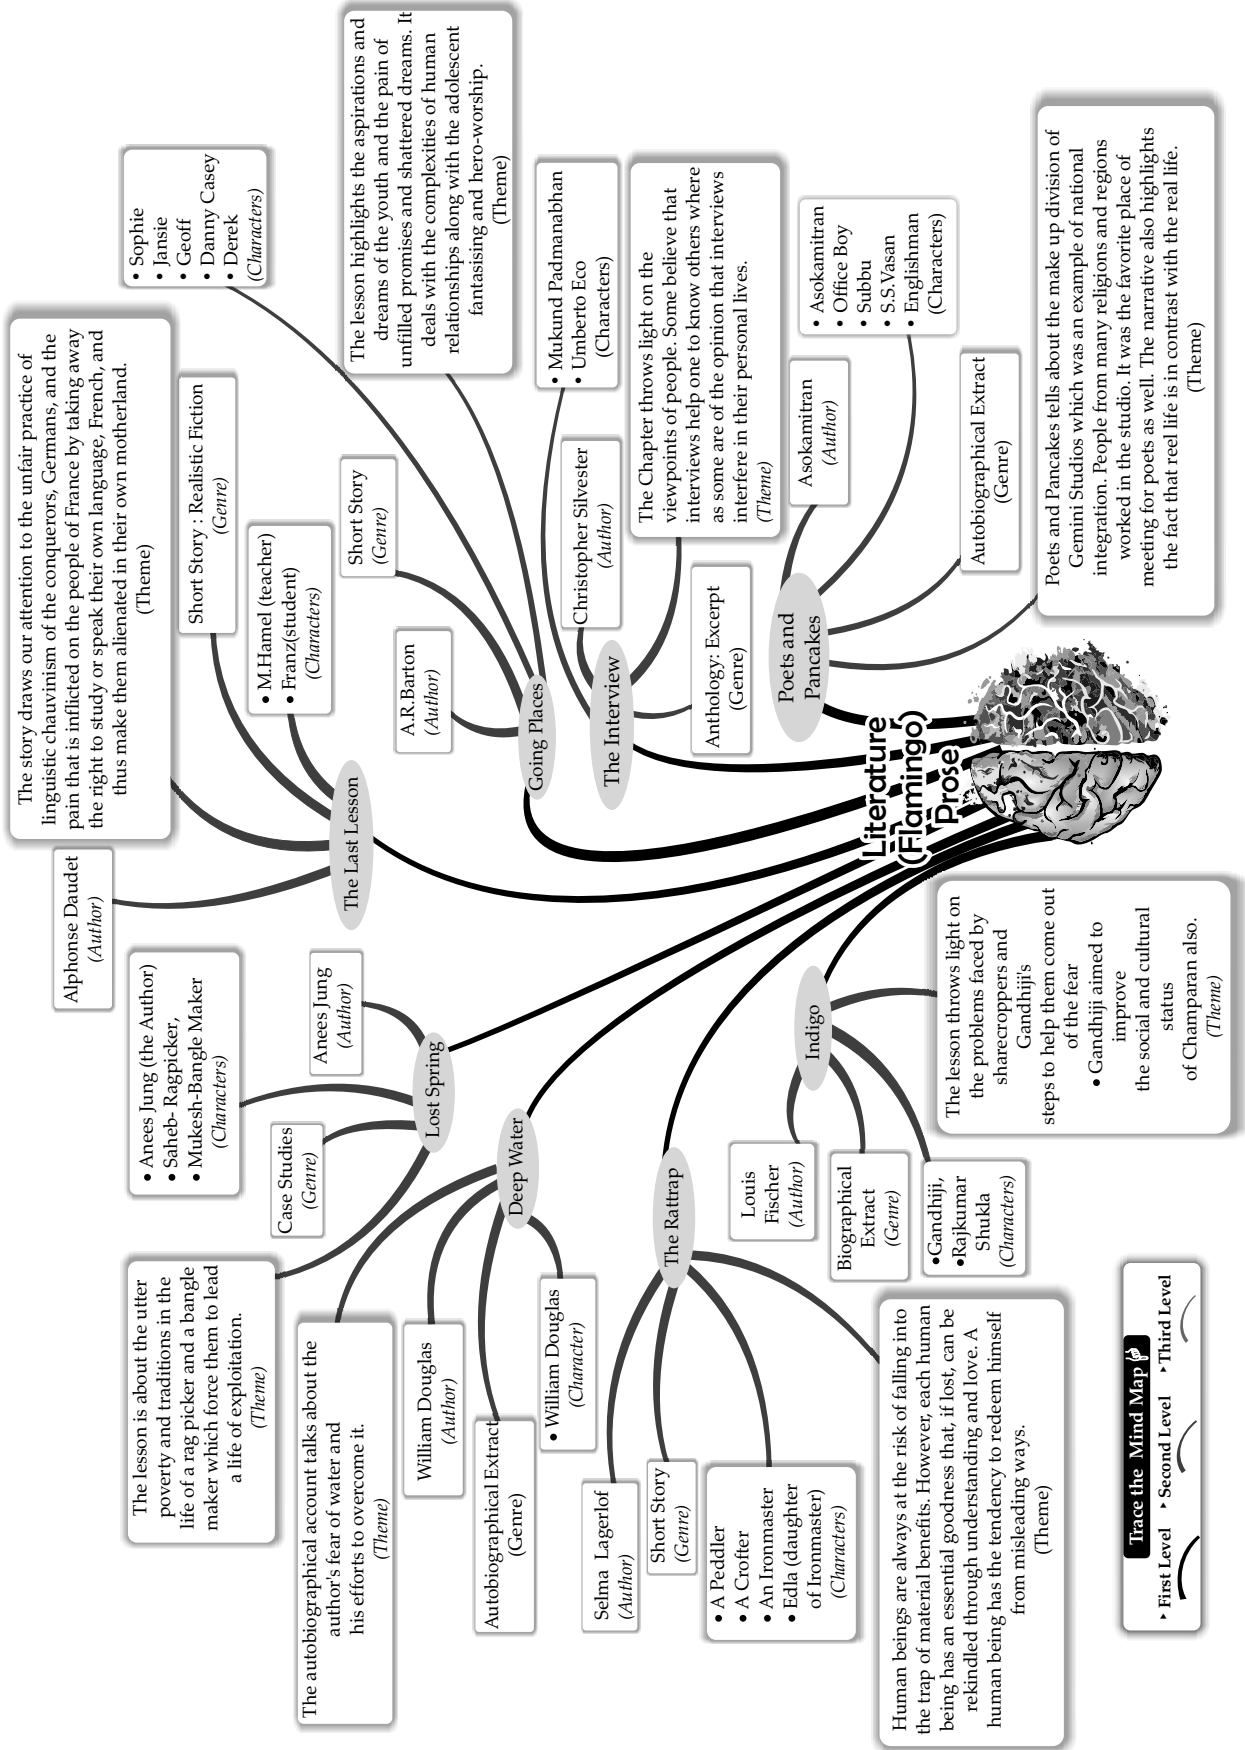 Literature
(Flamingo)
Prose
The Last Lesson
Alphonse Daudet
(Author)
The story draws our attention to the unfair practice of
linguistic chauvinism of the conquerors, Germans, and the
pain that is inflicted on the people of France by taking away
the right to study or speak their own language, French, and
thus make them alienated in their own motherland.
(Theme)
Short Story : Realistic Fiction
(Genre)
• M.Hamel (teacher)
• Franz(student)
(Characters)
Going Places
A.R.Barton
(Author)
Short Story
(Genre)
• Sophie
• Jansie
• Geoff
• Danny Casey
• Derek
(Characters)
The lesson highlights the aspirations and
dreams of the youth and the pain of
unfilled promises and shattered dreams. It
deals with the complexities of human
relationships along with the adolescent
fantasising and hero-worship.
(Theme)
The Interview
• Mukund Padmanabhan
• Umberto Eco
(Characters)
Christopher Silvester
(Author)
The Chapter throws light on the
viewpoints of people. Some believe that
interviews help one to know others where
as some are of the opinion that interviews
interfere in their personal lives.
(Theme)
Anthology: Excerpt
(Genre)
Poets and
Pancakes
Asokamitran
(Author)
• Asokamitran
• Office Boy
• Subbu
• S.S.Vasan
• Englishman
(Characters)
Autobiographical Extract
(Genre)
Poets and Pancakes tells about the make up division of
Gemini Studios which was an example of national
integration. People from many religions and regions
worked in the studio. It was the favorite place of
meeting for poets as well. The narrative also highlights
the fact that reel life is in contrast with the real life.
(Theme)
Lost Spring
Anees Jung
(Author)
• Anees Jung (the Author)
• Saheb- Ragpicker,
• Mukesh-Bangle Maker
(Characters)
Case Studies
(Genre)
The lesson is about the utter
poverty and traditions in the
life of a rag picker and a bangle
maker which force them to lead
a life of exploitation.
(Theme)
Deep Water
The autobiographical account talks about the
author's fear of water and
his efforts to overcome it.
(Theme)
William Douglas
(Author)
Autobiographical Extract
(Genre)
• William Douglas
(Character)
The Rattrap
Selma Lagerlof
(Author)
Short Story
(Genre)
• A Peddler
• A Crofter
• An Ironmaster
• Edla (daughter
of Ironmaster)
(Characters)
Human beings are always at the risk of falling into
the trap of material benefits. However, each human
being has an essential goodness that, if lost, can be
rekindled through understanding and love. A
human being has the tendency to redeem himself
from misleading ways.
(Theme)
Indigo
Louis
Fischer
(Author)
Biographical
Extract
(Genre)
•Gandhiji,
•Rajkumar
Shukla
(Characters)
The lesson throws light on
the problems faced by
sharecroppers and
Gandhiji's
steps to help them come out
of the fear
• Gandhiji aimed to
improve
the social and cultural
status
of Champaran also.
(Theme)
Trace the Mind Map
First Level
Second Level
Third Level